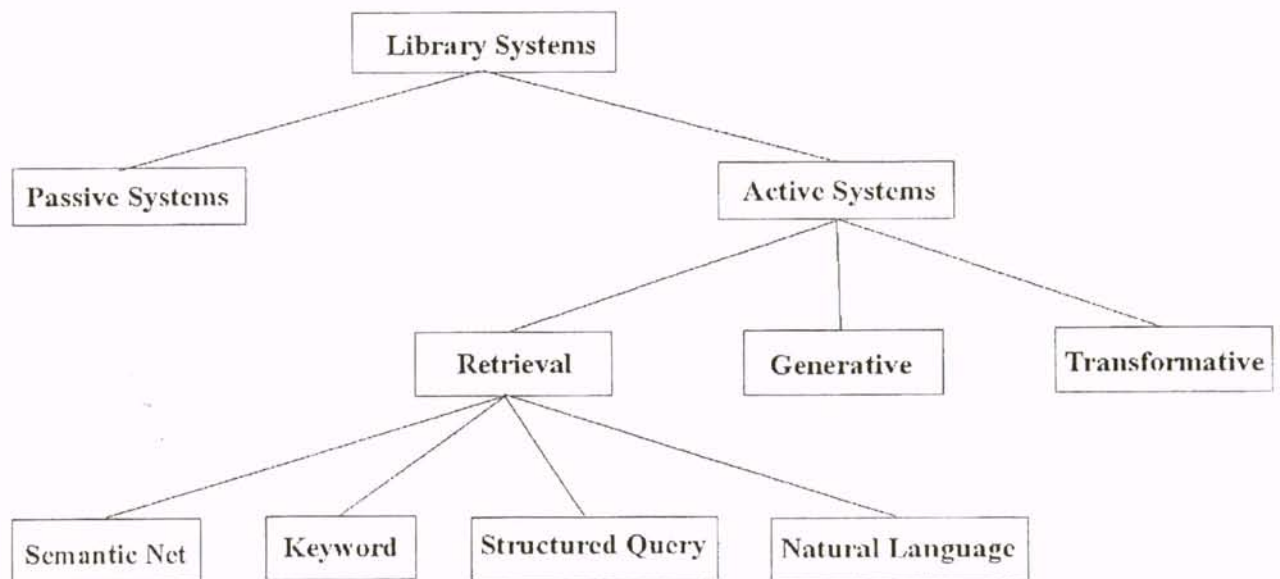 Library Systems
Passive Systems
Active Systems
Retrieval
Generative
Transformative
Semantic Net
Keyword
Structured Query
Natural Language